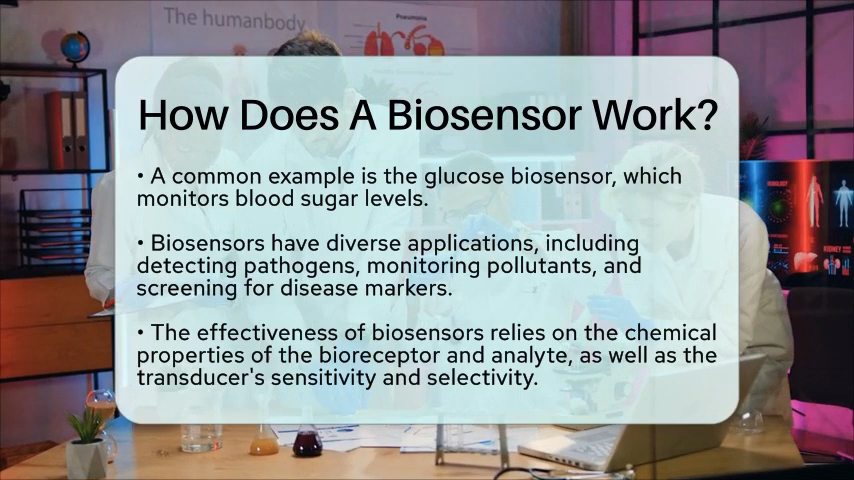 The humanbody
Pneumonia
How Does A Biosensor Work?
• A common example is the glucose biosensor, which
monitors blood sugar levels.
• Biosensors have diverse applications, including
detecting pathogens, monitoring pollutants, and
screening for disease markers.
• The effectiveness of biosensors relies on the chemical
properties of the bioreceptor and analyte, as well as the
transducer's sensitivity and selectivity.
KIDNEY